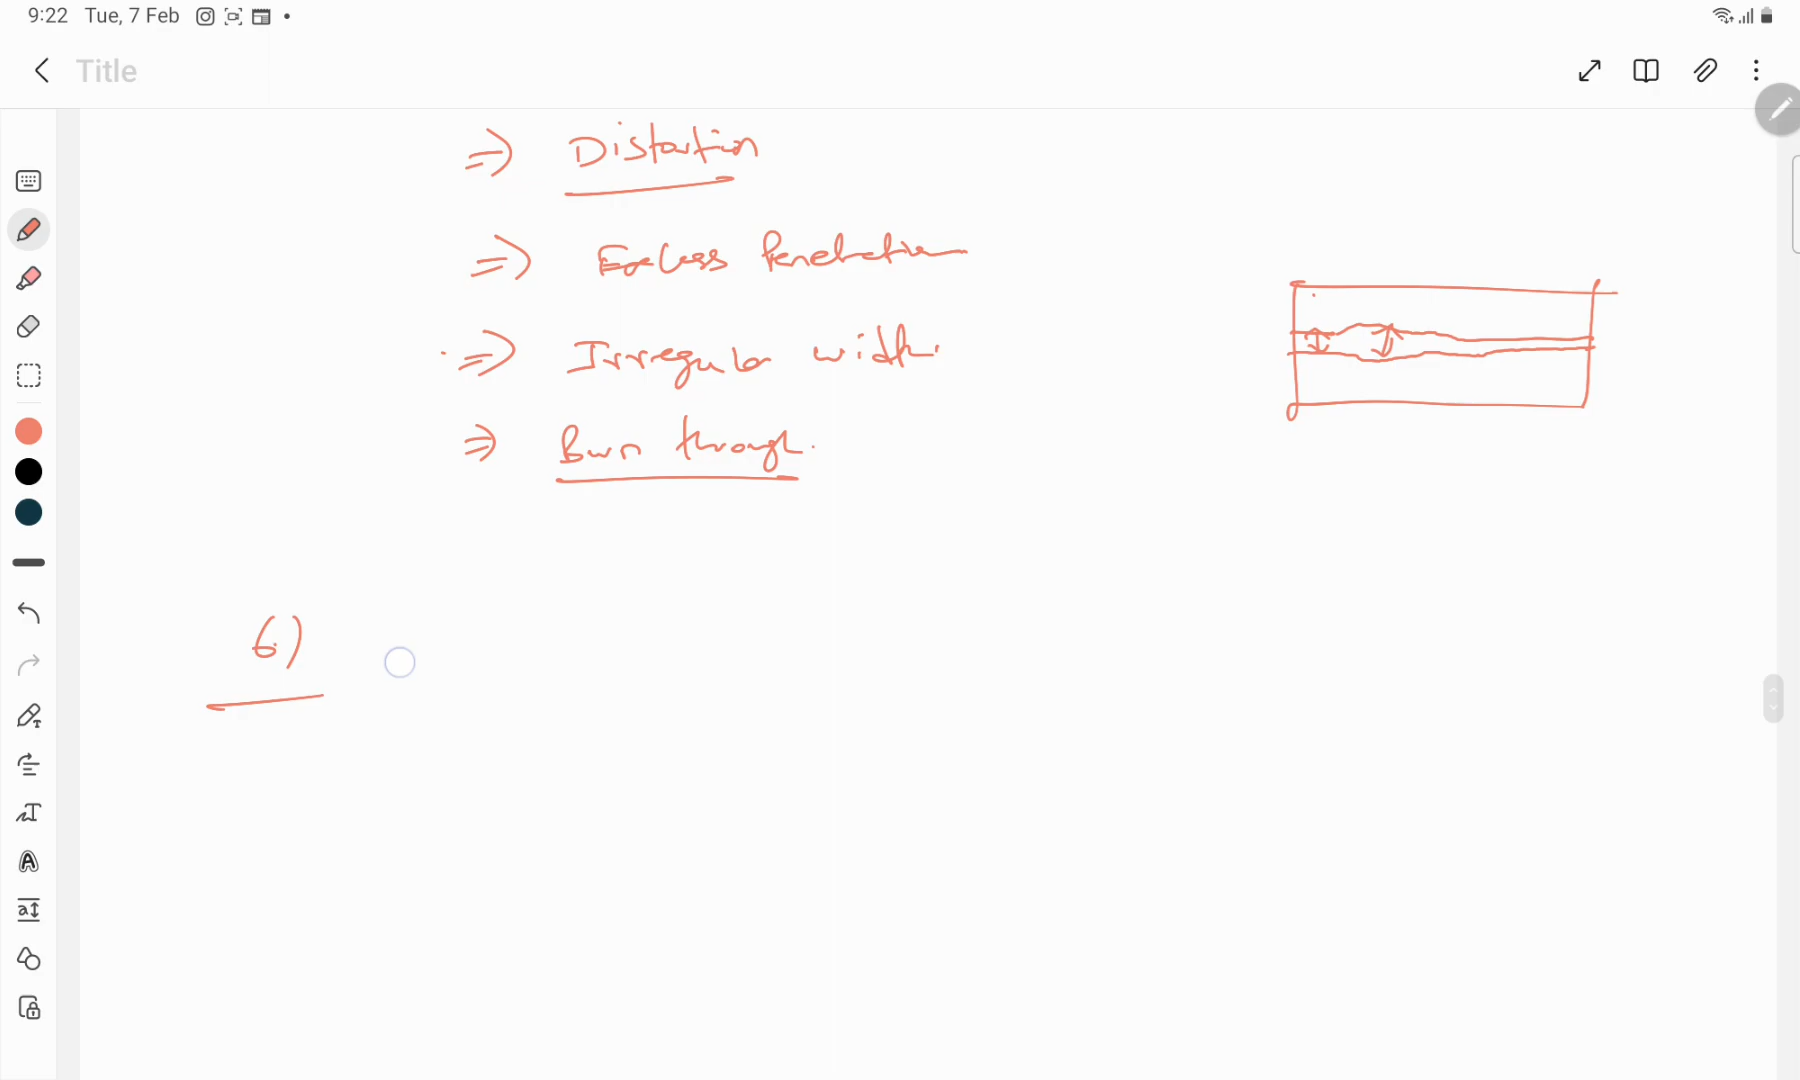 9:22 Tue, 7 Feb
Title
=> Distortion
=> Excess Penetration
=> Irregular width.
=> Burn through.
6)